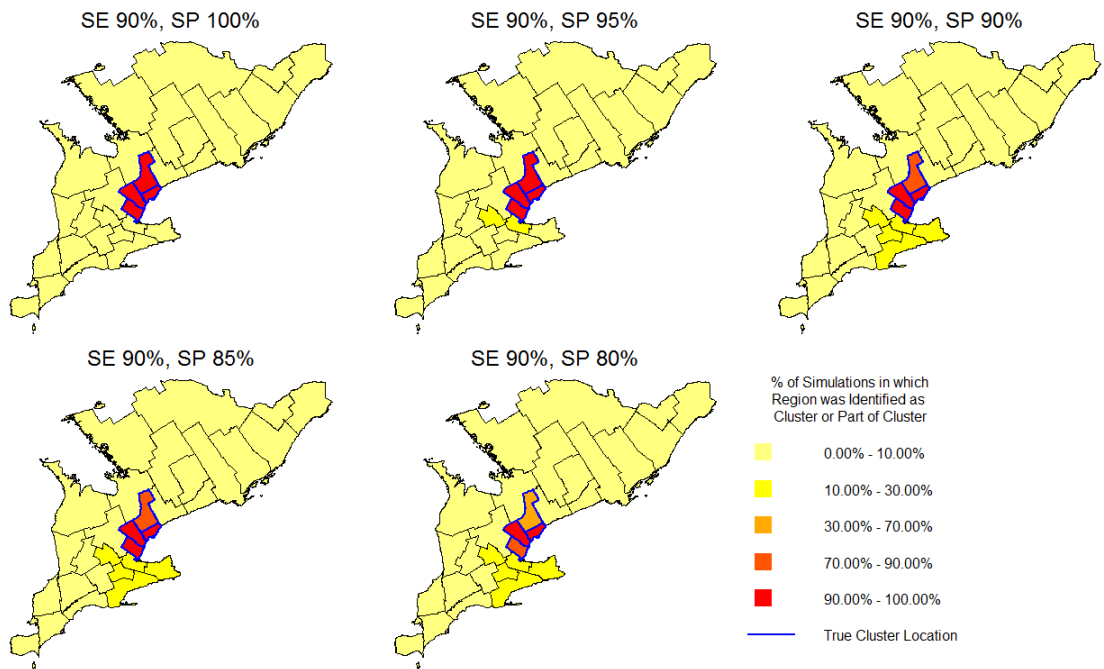 SE 90%, SP 100%
SE 90%, SP 95%
SE 90%, SP 90%
SE 90%, SP 85%
SE 90%, SP 80%
% of Simulations in which
Region was Identified as
Cluster or Part of Cluster
0.00% - 10.00%
10.00% - 30.00%
30.00% - 70.00%
70.00% - 90.00%
90.00% - 100.00%
True Cluster Location